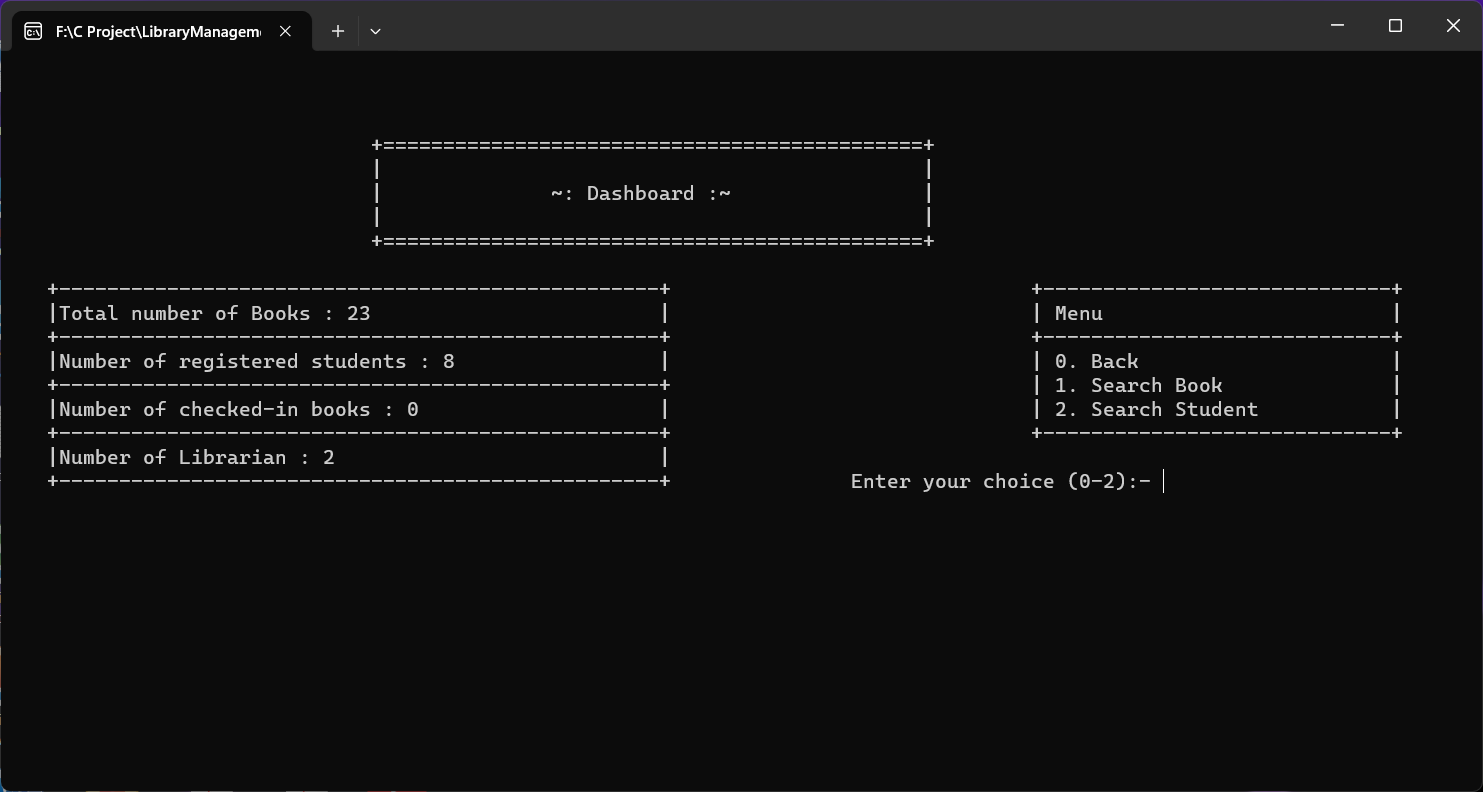 F:\C Project\LibraryManagem
~: Dashboard :~
Total number of Books : 23
Number of registered students : 8
Number of checked-in books : 0
Number of Librarian : 2
Menu
0. Back
1. Search Book
2. Search Student
Enter your choice (0-2):-